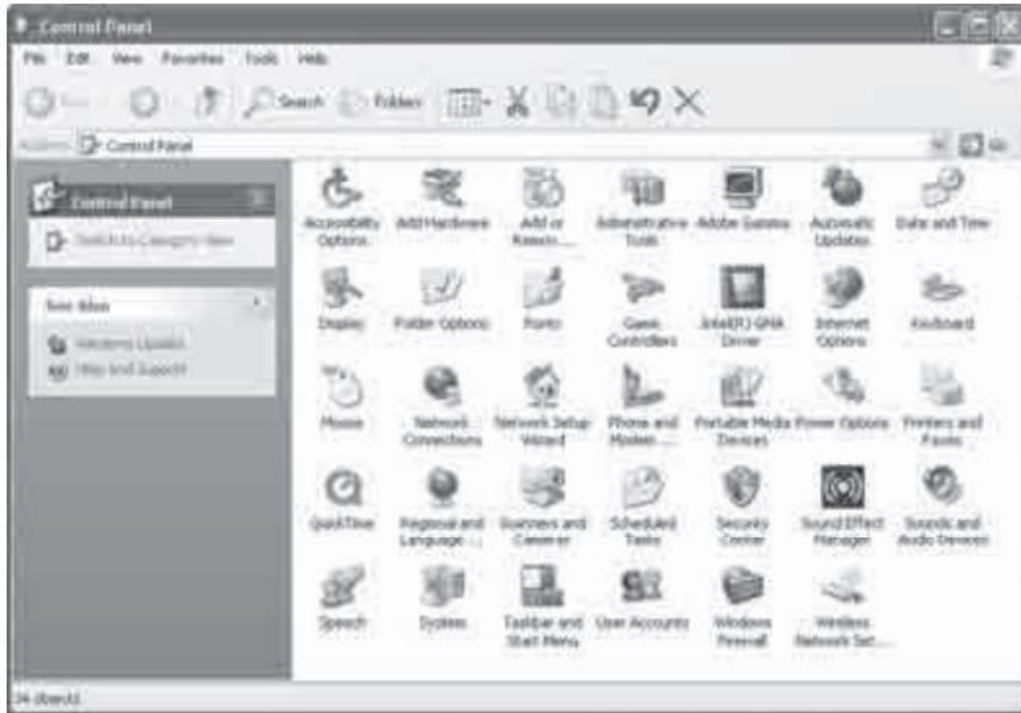 Control Panel
File Edit View Favorites Tools Help
Search Folders
Address Control Panel
Control Panel
Switch to Category View
See Also
Windows Update
Help and Support
Accessibility Options
Add Hardware
Add or Remov...
Administrative Tools
Adobe Gamma
Automatic Updates
Date and Time
Display
Folder Options
Fonts
Game Controllers
Intel(R) GMA Driver
Internet Options
Keyboard
Mouse
Network Connections
Network Setup Wizard
Phone and Modem ...
Portable Media Devices
Power Options
Printers and Faxes
QuickTime
Regional and Language ...
Scanners and Cameras
Scheduled Tasks
Security Center
Sound Effect Manager
Sounds and Audio Devices
Speech
System
Taskbar and Start Menu
User Accounts
Windows Firewall
Wireless Network Set...
34 objects